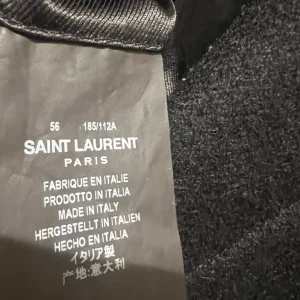 56 185/112A
SAINT LAURENT
PARIS
FABRIQUE EN ITALIE
PRODOTTO IN ITALIA
MADE IN ITALY
HERGESTELLT IN ITALIEN
HECHO EN ITALIA
イタリア製
产地:意大利